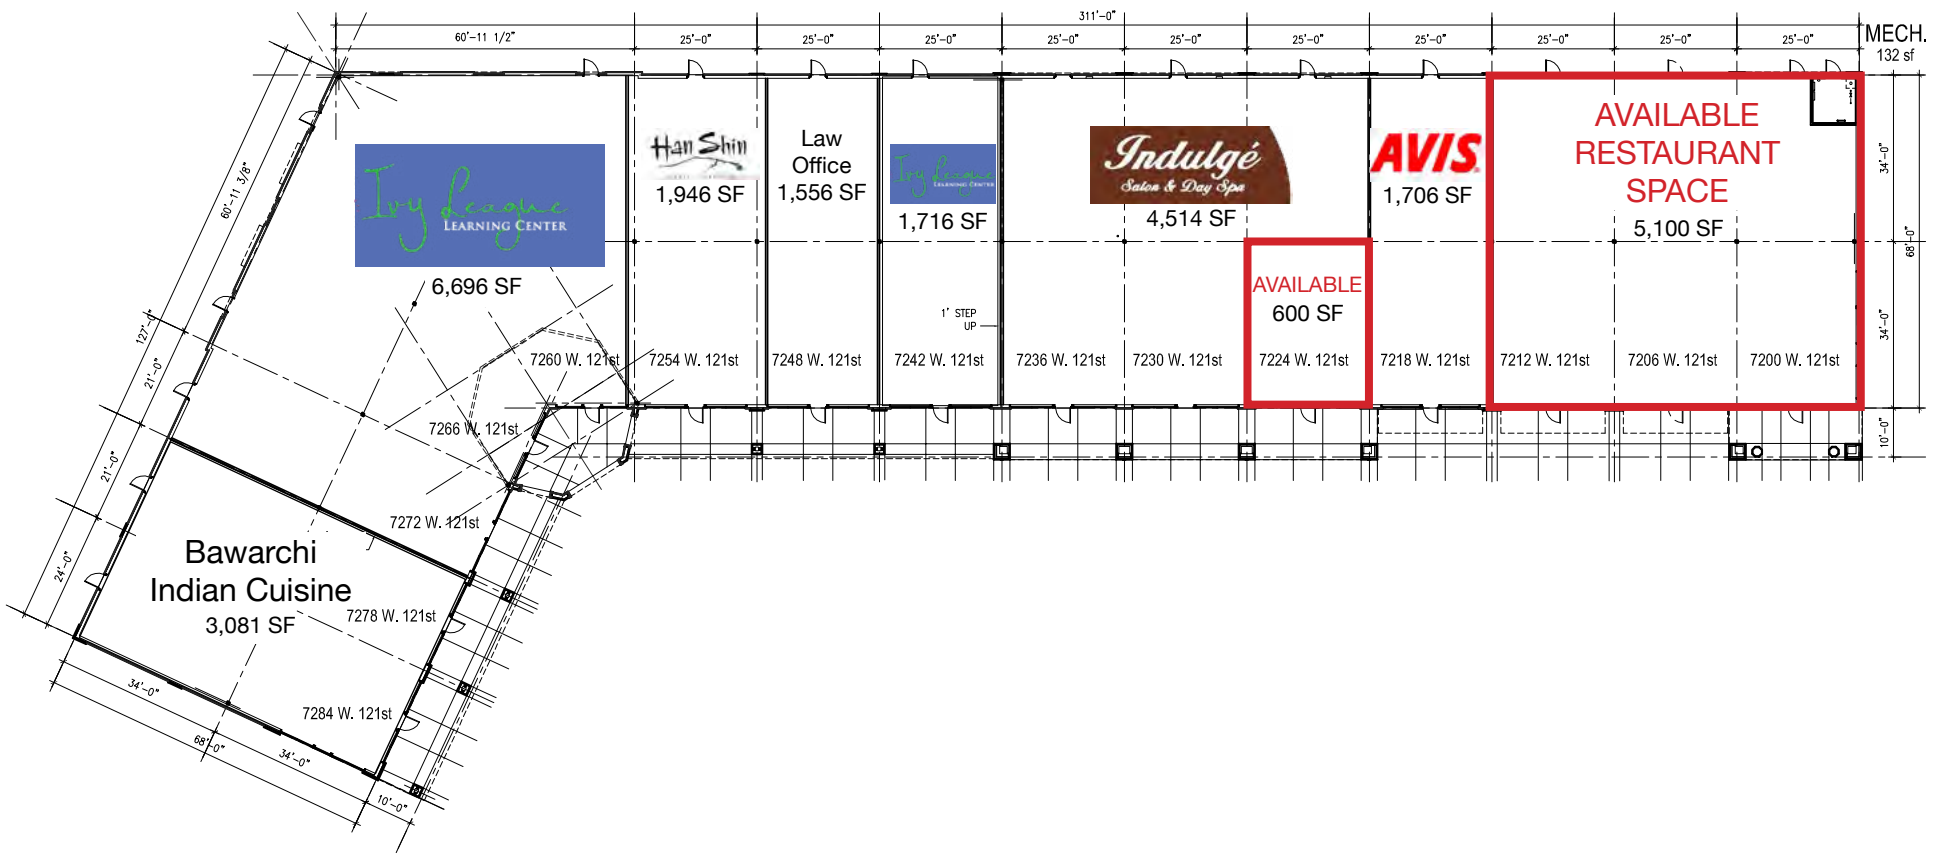 311'-0"
60'-11 1/2"
25'-0"
25'-0"
25'-0"
25'-0"
25'-0"
25'-0"
25'-0"
25'-0"
25'-0"
25'-0"
MECH.
132 sf
Ivy League
LEARNING CENTER
6,696 SF
Han Shin
1,946 SF
Law
Office
1,556 SF
Ivy League
LEARNING CENTER
1,716 SF
Indulgé
Salon & Day Spa
4,514 SF
AVIS
1,706 SF
AVAILABLE
RESTAURANT
SPACE
5,100 SF
AVAILABLE
600 SF
1' STEP
UP
34'-0"
68'-0"
34'-0"
10'-0"
60'-11 3/8"
127'-0"
21'-0"
21'-0"
24'-0"
7260 W. 121st
7254 W. 121st
7248 W. 121st
7242 W. 121st
7236 W. 121st
7230 W. 121st
7224 W. 121st
7218 W. 121st
7212 W. 121st
7206 W. 121st
7200 W. 121st
7266 W. 121st
7272 W. 121st
Bawarchi
Indian Cuisine
3,081 SF
7278 W. 121st
7284 W. 121st
34'-0"
68'-0"
34'-0"
10'-0"